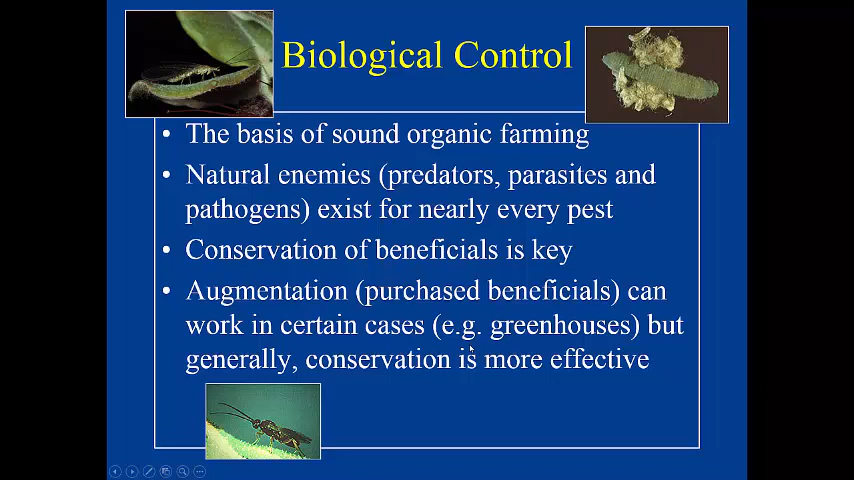 Biological Control
• The basis of sound organic farming
• Natural enemies (predators, parasites and
pathogens) exist for nearly every pest
• Conservation of beneficials is key
• Augmentation (purchased beneficials) can
work in certain cases (e.g. greenhouses) but
generally, conservation is more effective